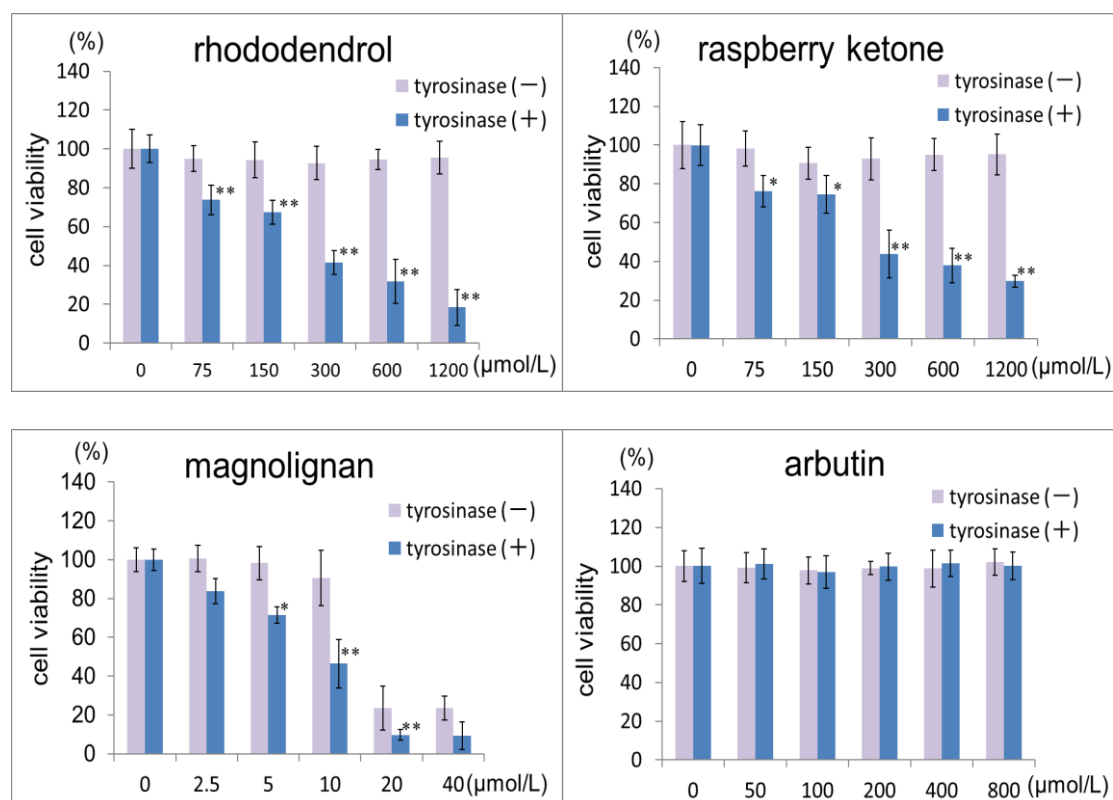 (%)
rhododendrol
tyrosinase (－)
tyrosinase (＋)
140
120
100
80
60
40
20
0
cell viability
** ** ** ** **
0 75 150 300 600 1200 (μmol/L)
(%)
raspberry ketone
tyrosinase (－)
tyrosinase (＋)
140
120
100
80
60
40
20
0
cell viability
* * ** ** **
0 75 150 300 600 1200 (μmol/L)
(%)
magnolignan
tyrosinase (－)
tyrosinase (＋)
140
120
100
80
60
40
20
0
cell viability
* ** **
0 2.5 5 10 20 40 (μmol/L)
(%)
arbutin
tyrosinase (－)
tyrosinase (＋)
140
120
100
80
60
40
20
0
cell viability
0 50 100 200 400 800 (μmol/L)